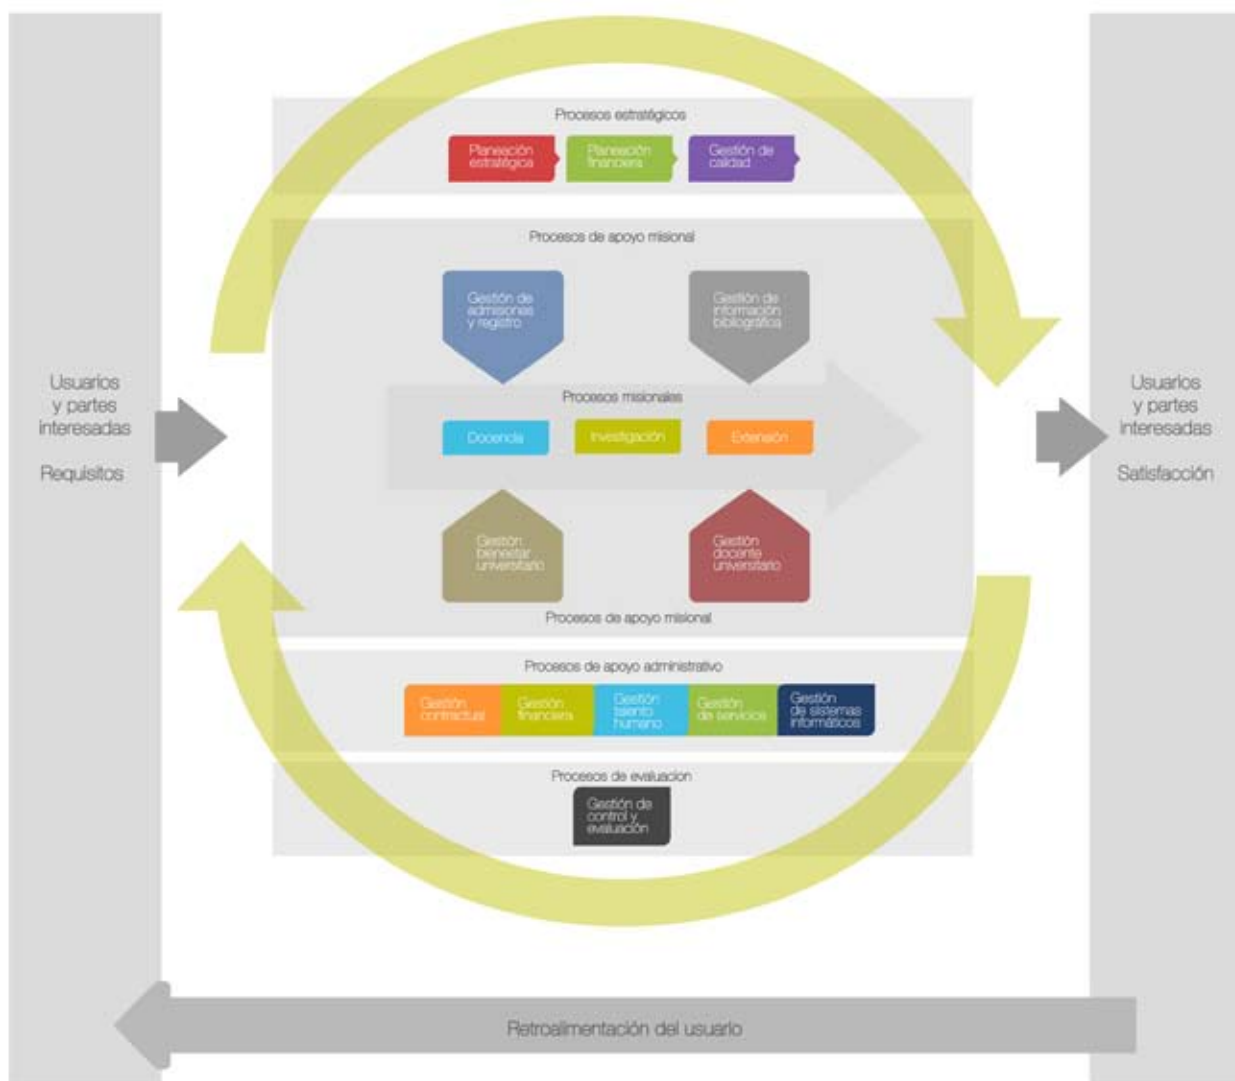 Procesos estratégicos
Planeación
estratégica
Planeación
financiera
Gestión de
calidad
Procesos de apoyo misional
Gestión de
admisiones
y registro
Gestión de
información
bibliográfica
Usuarios
y partes
interesadas
Requisitos
Procesos misionales
Docencia
Investigación
Extensión
Usuarios
y partes
interesadas
Satisfacción
Gestión
bienestar
universitario
Gestión
docente
universitario
Procesos de apoyo misional
Procesos de apoyo administrativo
Gestión
contractual
Gestión
financiera
Gestión
talento
humano
Gestión
de servicios
Gestión
de sistemas
informáticos
Procesos de evaluacion
Gestión de
control y
evaluación
Retroalimentación del usuario